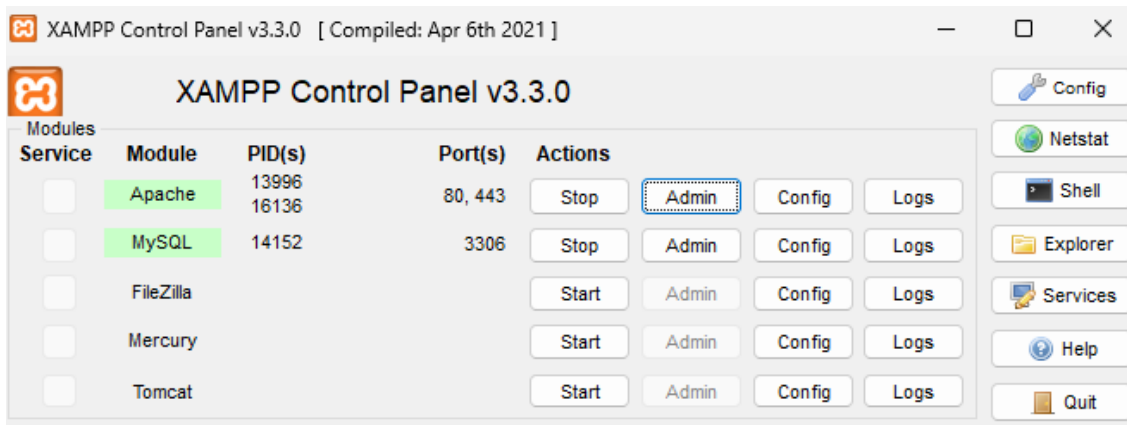 XAMPP Control Panel v3.3.0 [ Compiled: Apr 6th 2021 ]
XAMPP Control Panel v3.3.0
Config
Modules
Service Module PID(s) Port(s) Actions
Netstat
Apache 13996 16136 80, 443 Stop Admin Config Logs
Shell
MySQL 14152 3306 Stop Admin Config Logs
Explorer
FileZilla Start Admin Config Logs
Services
Mercury Start Admin Config Logs
Help
Tomcat Start Admin Config Logs
Quit